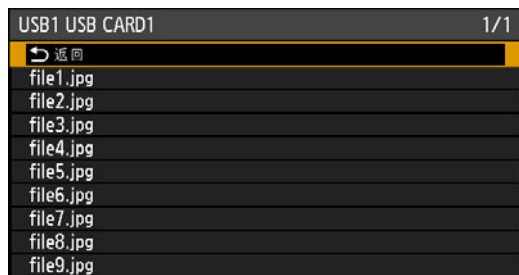 USB1 USB CARD1 1/1
返回
file1.jpg
file2.jpg
file3.jpg
file4.jpg
file5.jpg
file6.jpg
file7.jpg
file8.jpg
file9.jpg